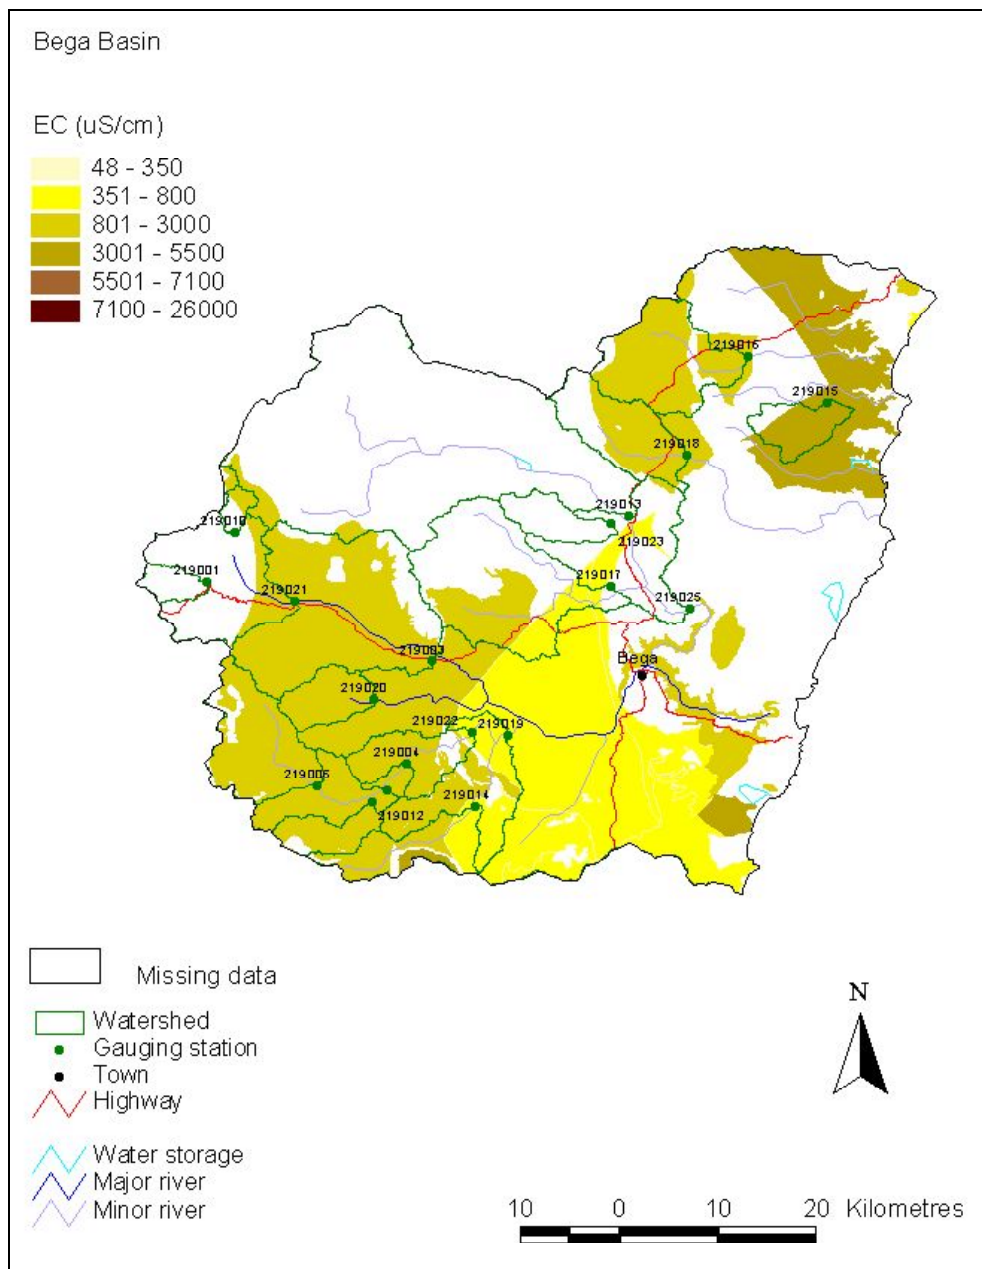 Bega Basin
EC (uS/cm)
48 - 350
351 - 800
801 - 3000
3001 - 5500
5501 - 7100
7100 - 26000
219016
219015
219018
219013
219010
219023
219001
219017
219021
219025
219003
Bega
219020
219022
219019
219004
219006
219014
219012
Missing data
Watershed
Gauging station
Town
Highway
Water storage
Major river
Minor river
N
10 0 10 20 Kilometres